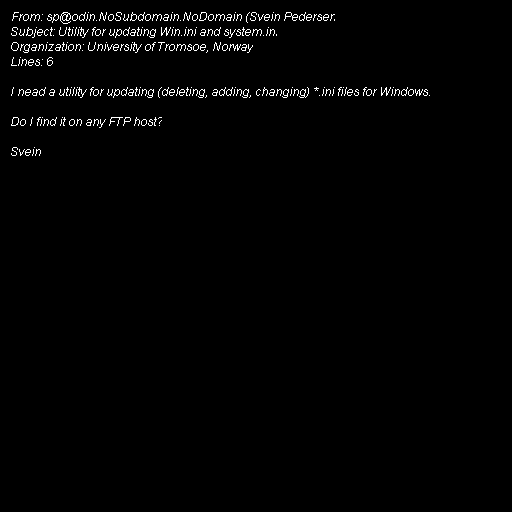 From: sp@odin.NoSubdomain.NoDomain (Svein Pederser.
Subject: Utility for updating Win.ini and system.in.
Organization: University of Tromsoe, Norway
Lines: 6
I nead a utility for updating (deleting, adding, changing) *.ini files for Windows.
Do I find it on any FTP host?
Svein